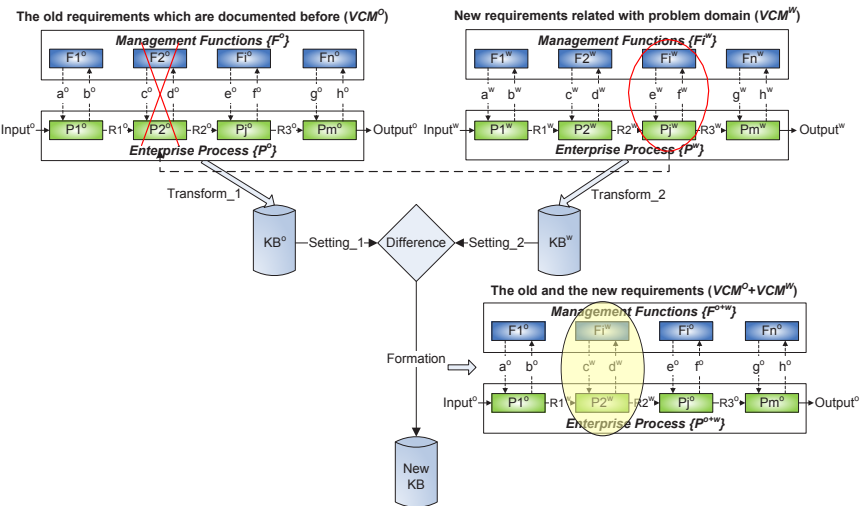 The old requirements which are documented before (VCM^O)
Management Functions {F^o}
F1^o F2^o Fi^o Fn^o
a^o b^o c^o d^o e^o f^o g^o h^o
Input^o P1^o R1^o P2^o R2^o Pj^o R3^o Pm^o Output^o
Enterprise Process {P^o}
New requirements related with problem domain (VCM^W)
Management Functions {Fi^w}
F1^w F2^w Fi^w Fn^w
a^w b^w c^w d^w e^w f^w g^w h^w
Input^w P1^w R1^w P2^w R2^w Pj^w R3^w Pm^w Output^w
Enterprise Process {P^w}
Transform_1
Transform_2
KB^o Setting_1 Difference Setting_2 KB^w
The old and the new requirements (VCM^O+VCM^W)
Management Functions {F^o+w}
F1^o Fi^w Fi^o Fn^o
Formation
a^o b^o c^w d^w e^o f^o g^o h^o
Input^o P1^o R1^w P2^w R2^w Pj^o R3^o Pm^o Output^o
Enterprise Process {P^o+w}
New
KB